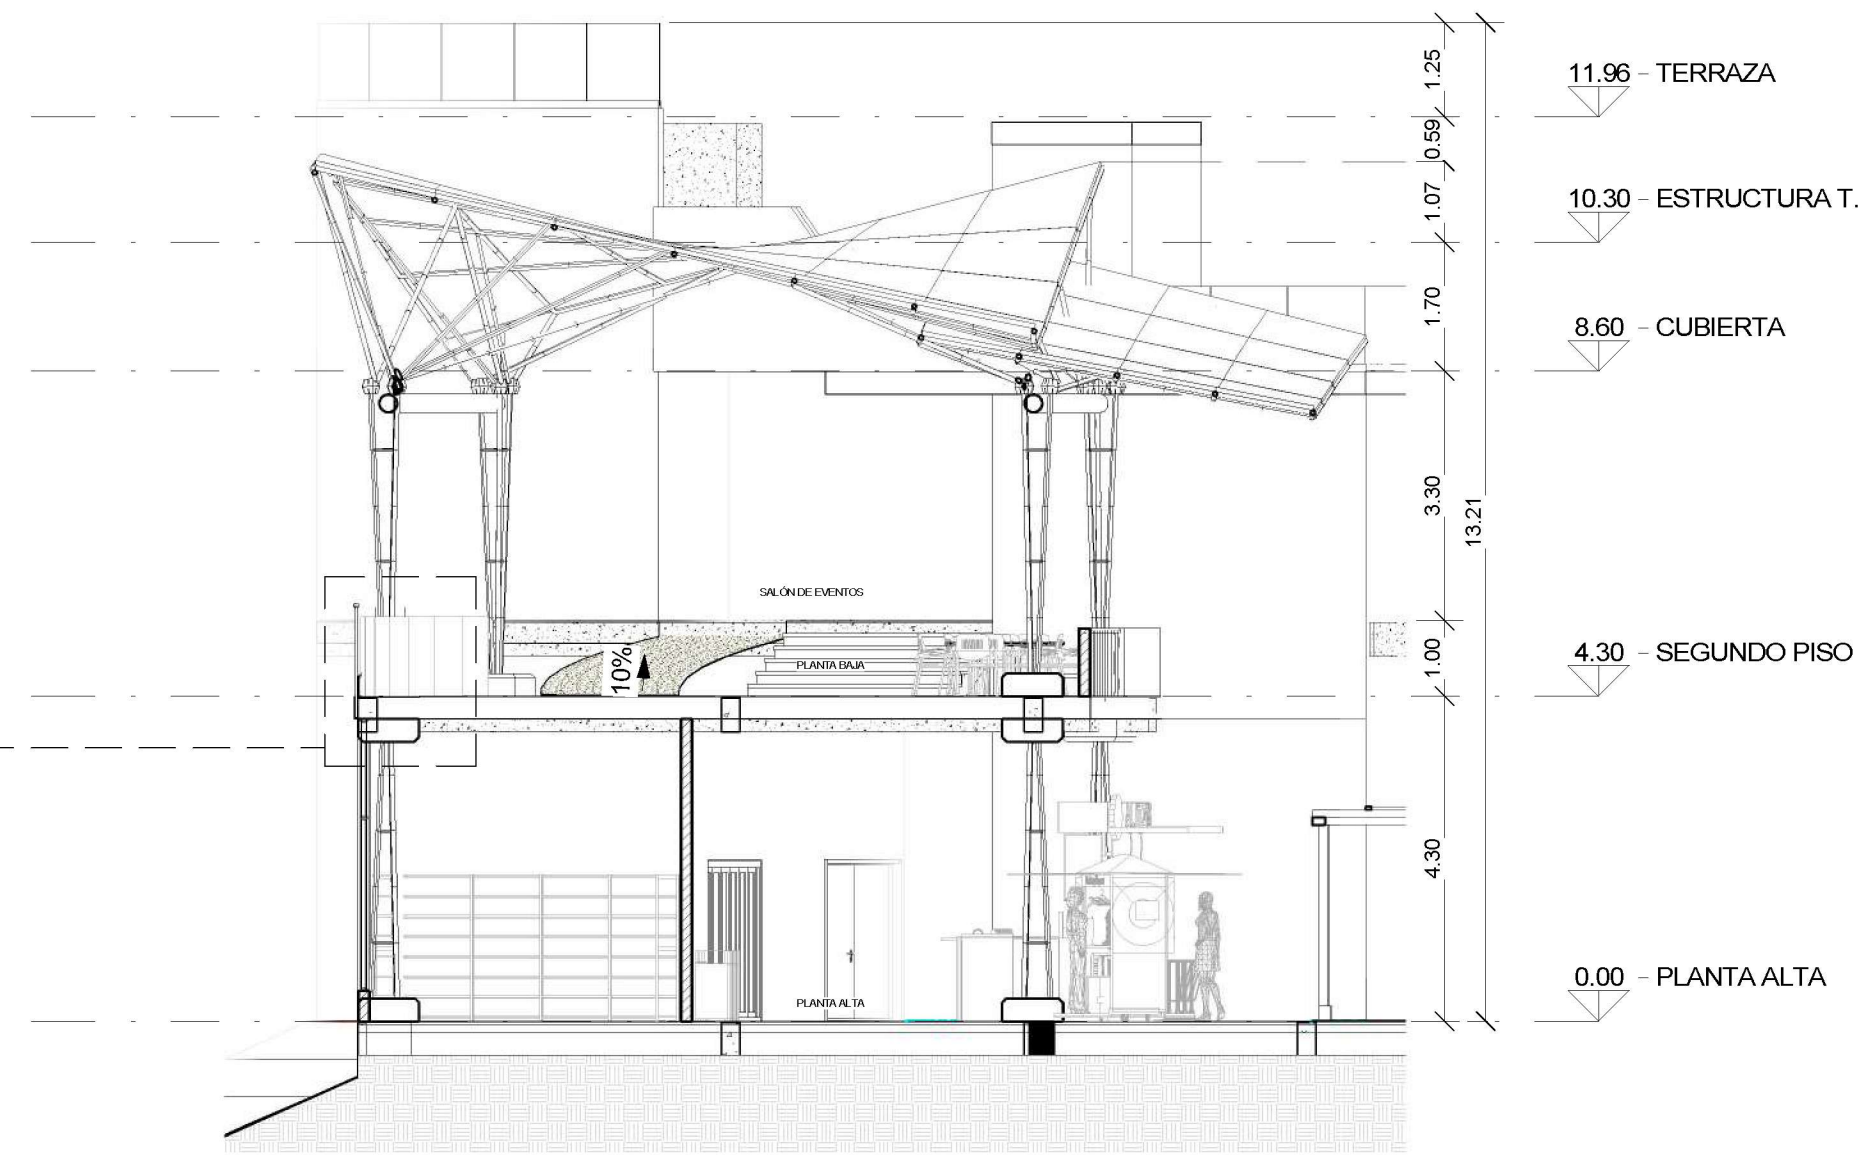 1.25
11.96 - TERRAZA
0.59
1.07
10.30 - ESTRUCTURA T.
1.70
8.60 - CUBIERTA
3.30
13.21
SALÓN DE EVENTOS
10%
PLANTA BAJA
1.00
4.30 - SEGUNDO PISO
4.30
PLANTA ALTA
0.00 - PLANTA ALTA